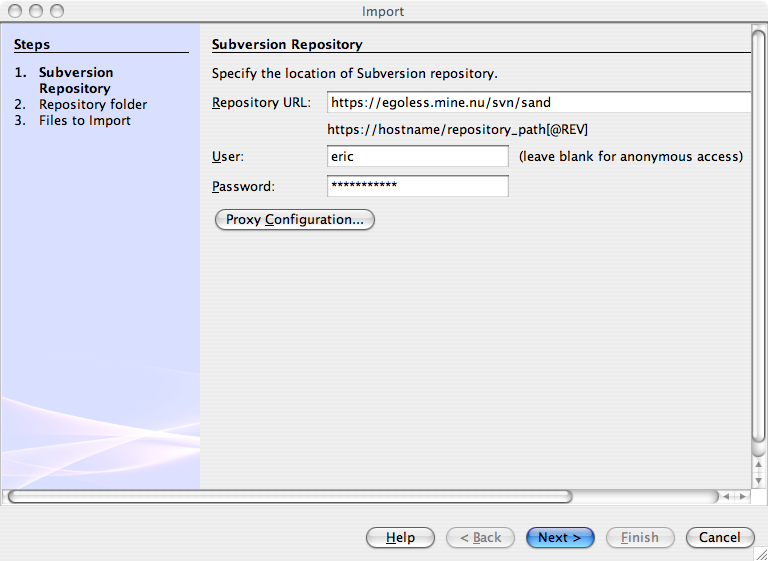 Import
Steps
1. Subversion
Repository
2. Repository folder
3. Files to Import
Subversion Repository
Specify the location of Subversion repository.
Repository URL: https://egoless.mine.nu/svn/sand
https://hostname/repository_path[@REV]
User: eric (leave blank for anonymous access)
Password: ***********
Proxy Configuration...
Help < Back Next > Finish Cancel